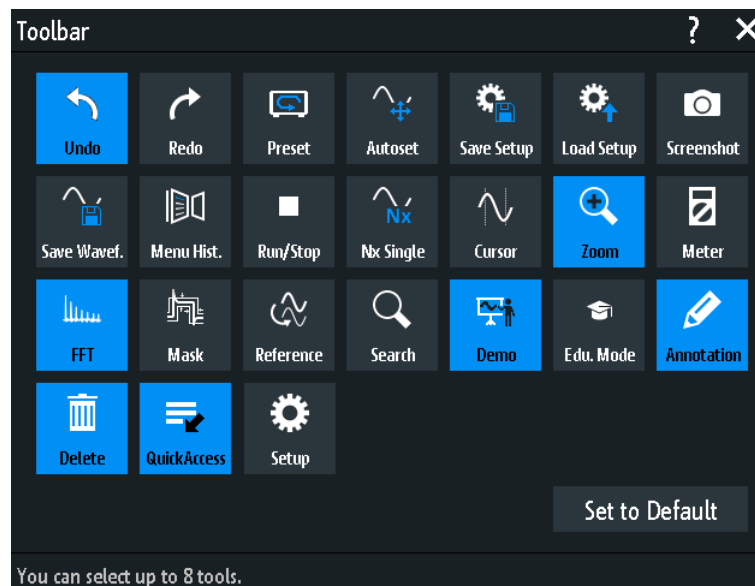 Toolbar ?
Undo Redo Preset Autoset Save Setup Load Setup Screenshot
Nx
Save Wavef. Menu Hist. Run/Stop Nx Single Cursor Zoom Meter
FFT Mask Reference Search Demo Edu. Mode Annotation
Delete QuickAccess Setup
Set to Default
You can select up to 8 tools.